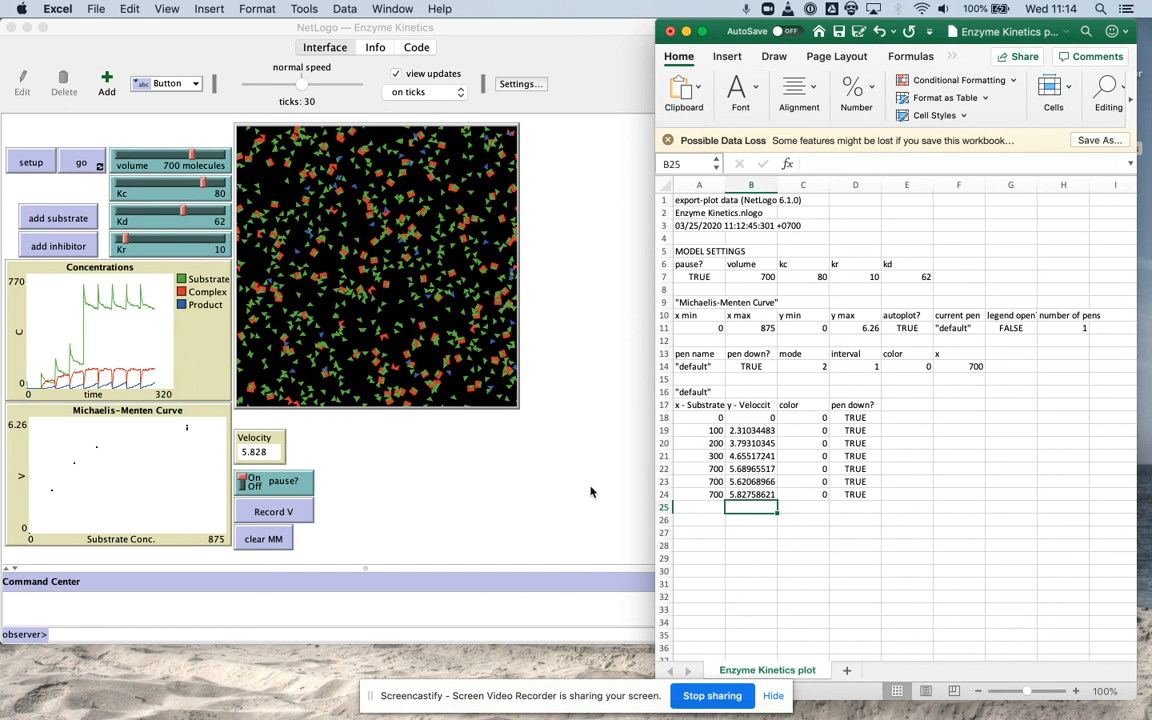 Excel File Edit View Insert Format Tools Data Window Help 100% Wed 11:14
NetLogo — Enzyme Kinetics
Interface Info Code
Edit Delete Add Button normal speed ticks: 30 view updates on ticks Settings...
setup go volume 700 molecules
Kc 80
add substrate Kd 62
add inhibitor Kr 10
Concentrations
770 C 0
Substrate
Complex
Product
0 time 320
Michaelis-Menten Curve
6.26 V 0
0 Substrate Conc. 875
Velocity
5.828
On Off pause?
Record V
clear MM
Command Center
observer>
AutoSave OFF Enzyme Kinetics p...
Home Insert Draw Page Layout Formulas Share Comments
Clipboard Font Alignment Number Conditional Formatting Format as Table Cell Styles Cells Editing
Possible Data Loss Some features might be lost if you save this workbook... Save As...
B25 fx
A B C D E F G H I
1 export-plot data (NetLogo 6.1.0)
2 Enzyme Kinetics.nlogo
3 03/25/2020 11:12:45:301 +0700
4
5 MODEL SETTINGS
6 pause? volume kc kr kd
7 TRUE 700 80 10 62
8
9 "Michaelis-Menten Curve"
10 x min x max y min y max autoplot? current pen legend open number of pens
11 0 875 0 6.26 TRUE "default" FALSE 1
12
13 pen name pen down? mode interval color x
14 "default" TRUE 2 1 0 700
15
16 "default"
17 x - Substrate y - Veloccit color pen down?
18 0 0 0 TRUE
19 100 2.31034483 0 TRUE
20 200 3.79310345 0 TRUE
21 300 4.65517241 0 TRUE
22 700 5.68965517 0 TRUE
23 700 5.62068966 0 TRUE
24 700 5.82758621 0 TRUE
25
26
27
28
29
30
31
32
33
34
35
36
Enzyme Kinetics plot
100%
Screencastify - Screen Video Recorder is sharing your screen. Stop sharing Hide